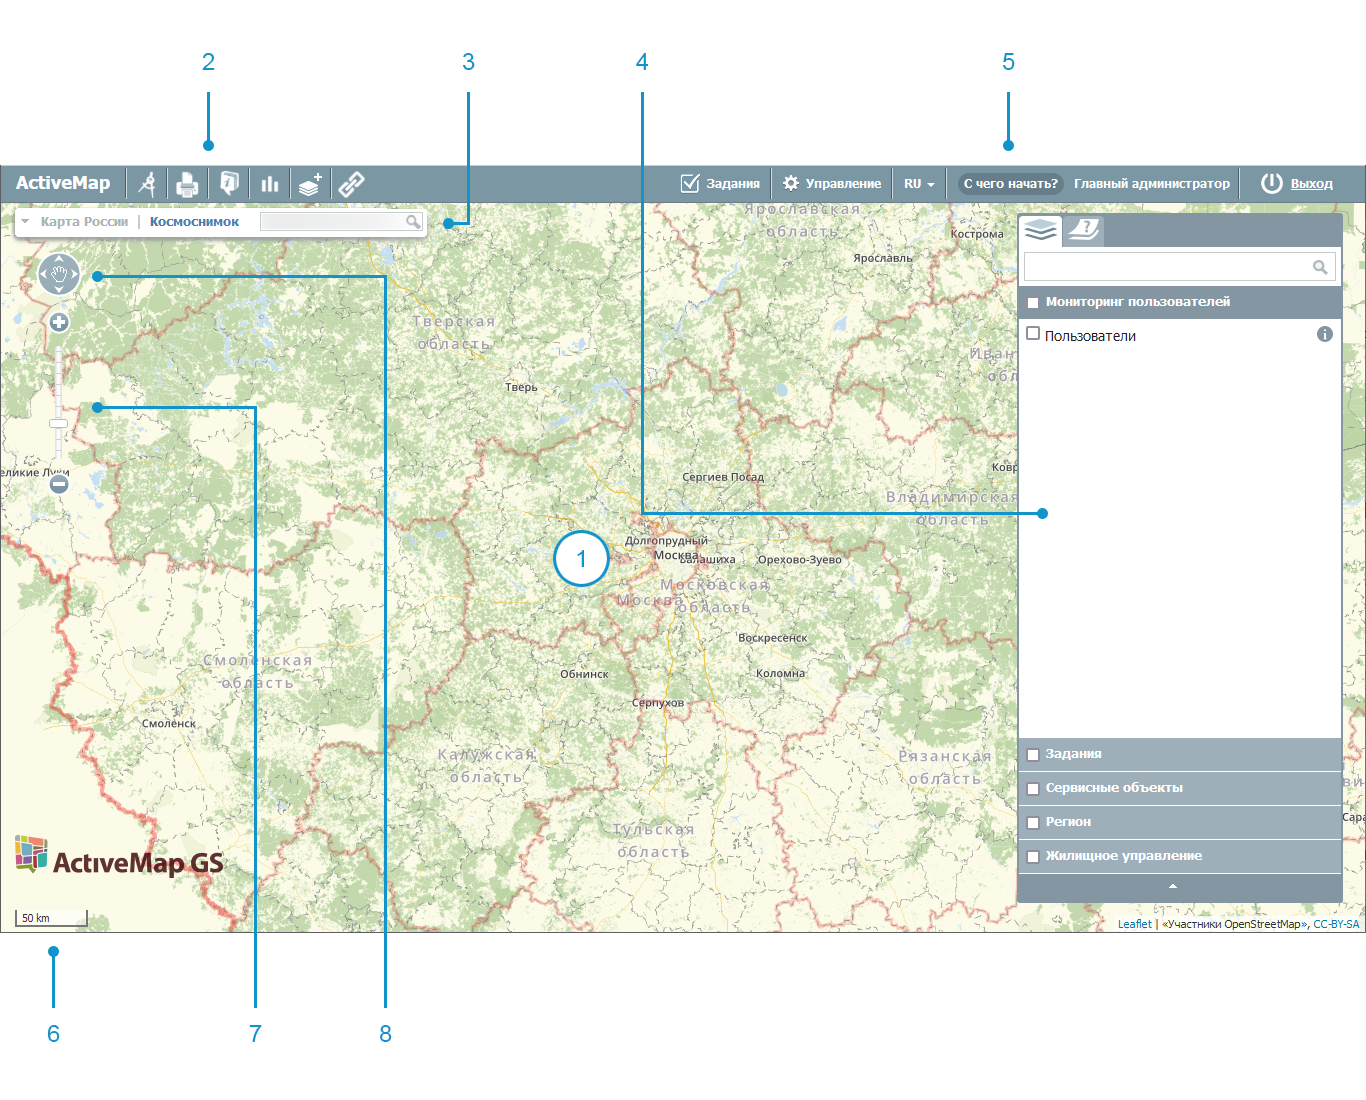 2 3 4 5
ActiveMap Задания Управление RU С чего начать? Главный администратор Выход
Карта России | Космоснимок
Ярославская
область
Кострома
Ярославль
Тверская
область
Тверь
Мониторинг пользователей
Пользователи
Сергиев Посад
Владимирская
область
1
Долгопрудный
Москва
Балашиха
Орехово-Зуево
Московская
область
Москва
Воскресенск
Коломна
Обнинск
Серпухов
Смоленская
область
Смоленск
Калужская
область
Рязанская
область
Тульская
область
Задания
Сервисные объекты
Регион
Жилищное управление
ActiveMap GS
50 km
Leaflet | «Участники OpenStreetMap», CC-BY-SA
6 7 8